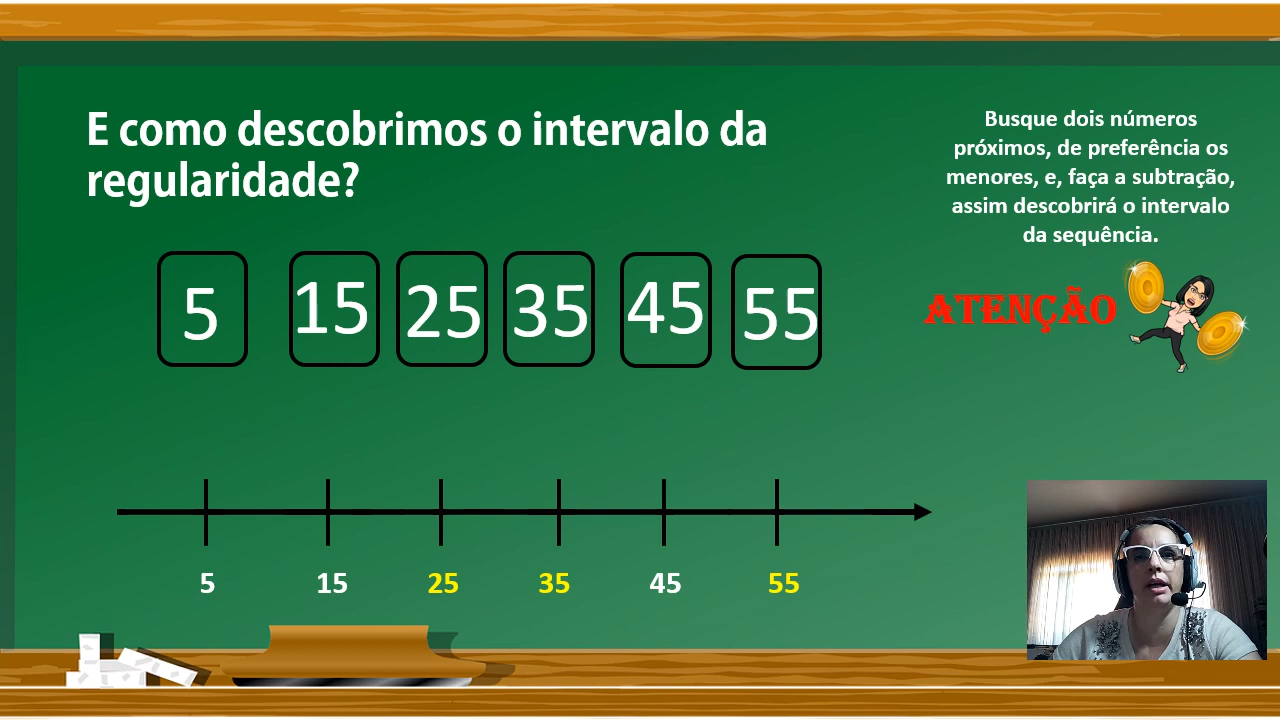 E como descobrimos o intervalo da
regularidade?
Busque dois números
próximos, de preferência os
menores, e, faça a subtração,
assim descobrirá o intervalo
da sequência.
ATENÇÃO
5 15 25 35 45 55
5 15 25 35 45 55